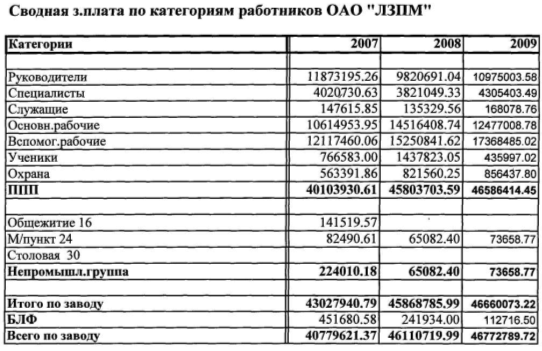 Сводная з.плата по категориям работников ОАО "ЛЗПМ"
Категории 2007 2008 2009
Руководители 11873195.26 9820691.04 10975003.58
Специалисты 4020730.63 3821049.33 4305403.49
Служащие 147615.85 135329.56 168078.76
Основн.рабочие 10614953.95 14516408.74 12477008.78
Вспомог.рабочие 12117460.06 15250841.62 17368485.02
Ученики 766583.00 1437823.05 435997.02
Охрана 563391.86 821560.25 856437.80
ППП 40103930.61 45803703.59 46586414.45
Общежитие 16 141519.57
М/пункт 24 82490.61 65082.40 73658.77
Столовая 30
Непромышл.группа 224010.18 65082.40 73658.77
Итого по заводу 43027940.79 45868785.99 46660073.22
БЛФ 451680.58 241934.00 112716.50
Всего по заводу 40779621.37 46110719.99 46772789.72